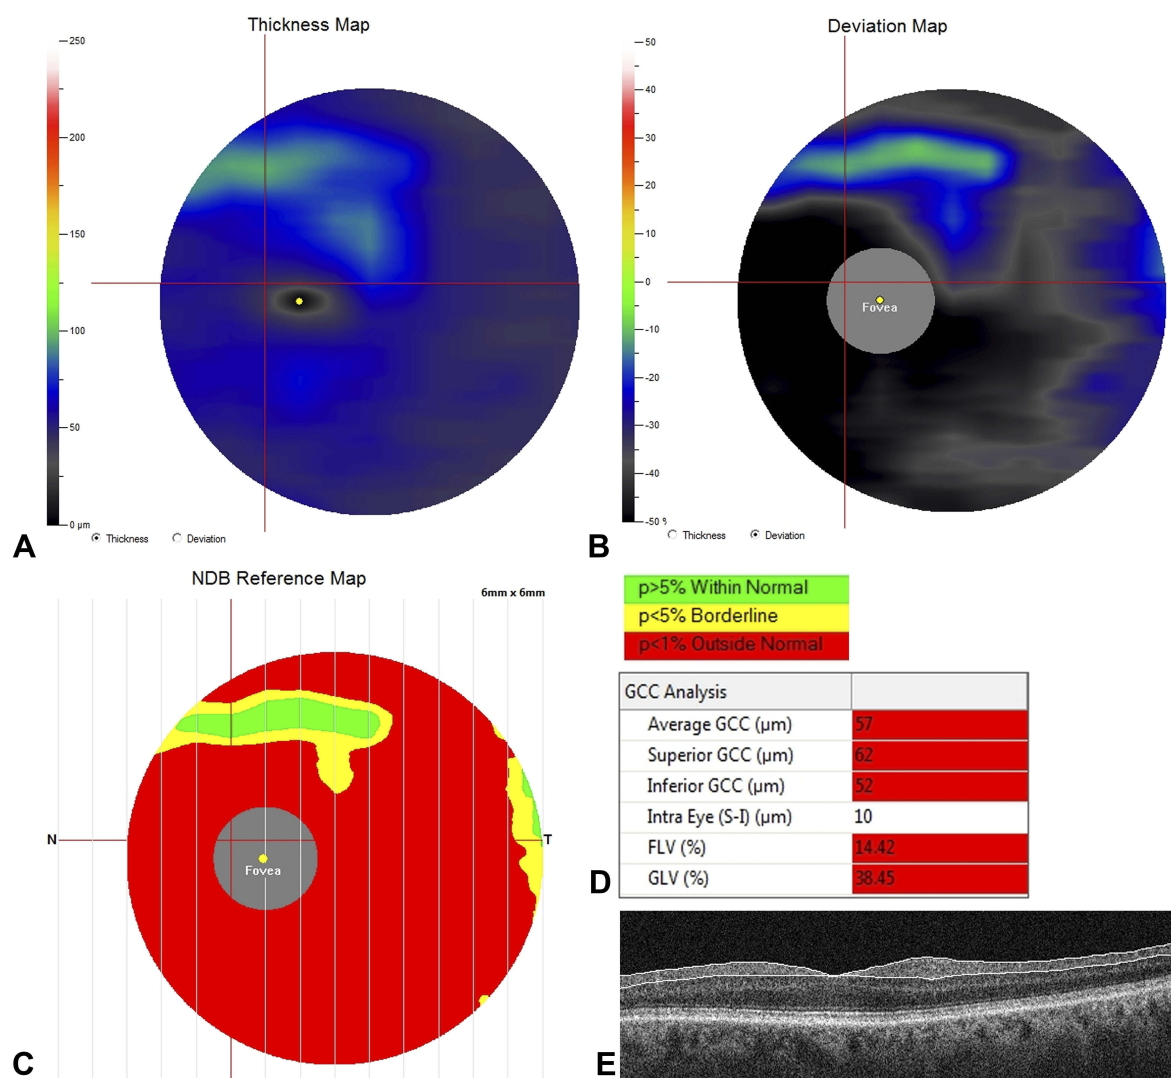 Thickness Map
250
200
150
100
50
0 µm
Thickness
Deviation
A
Deviation Map
50
40
30
20
10
0
-10
-20
-30
-40
-50 %
Fovea
Thickness
Deviation
B
NDB Reference Map
6mm x 6mm
N
T
Fovea
C
p>5% Within Normal
p<5% Borderline
p<1% Outside Normal
GCC Analysis
Average GCC (µm) 57
Superior GCC (µm) 62
Inferior GCC (µm) 52
Intra Eye (S-I) (µm) 10
FLV (%) 14.42
GLV (%) 38.45
D
E